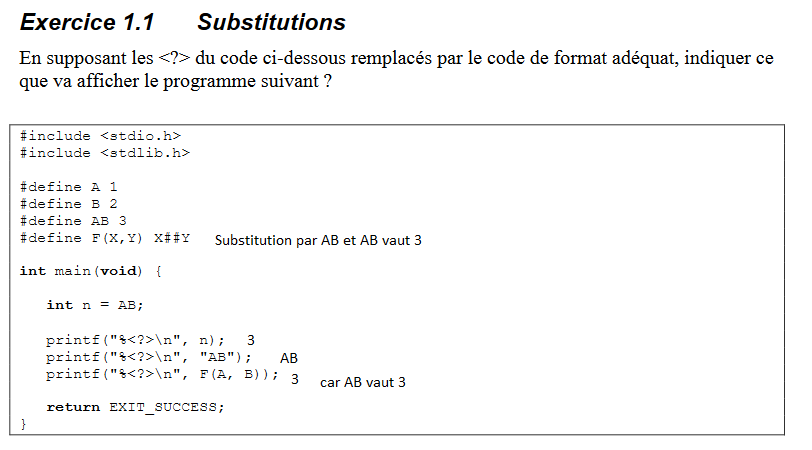 Exercice 1.1 Substitutions
En supposant les <?> du code ci-dessous remplacés par le code de format adéquat, indiquer ce
que va afficher le programme suivant ?
#include <stdio.h>
#include <stdlib.h>
#define A 1
#define B 2
#define AB 3
#define F(X,Y) X##Y Substitution par AB et AB vaut 3
int main(void) {
int n = AB;
printf("%<?>\n", n); 3
printf("%<?>\n", "AB"); AB
printf("%<?>\n", F(A, B)); 3 car AB vaut 3
return EXIT_SUCCESS;
}